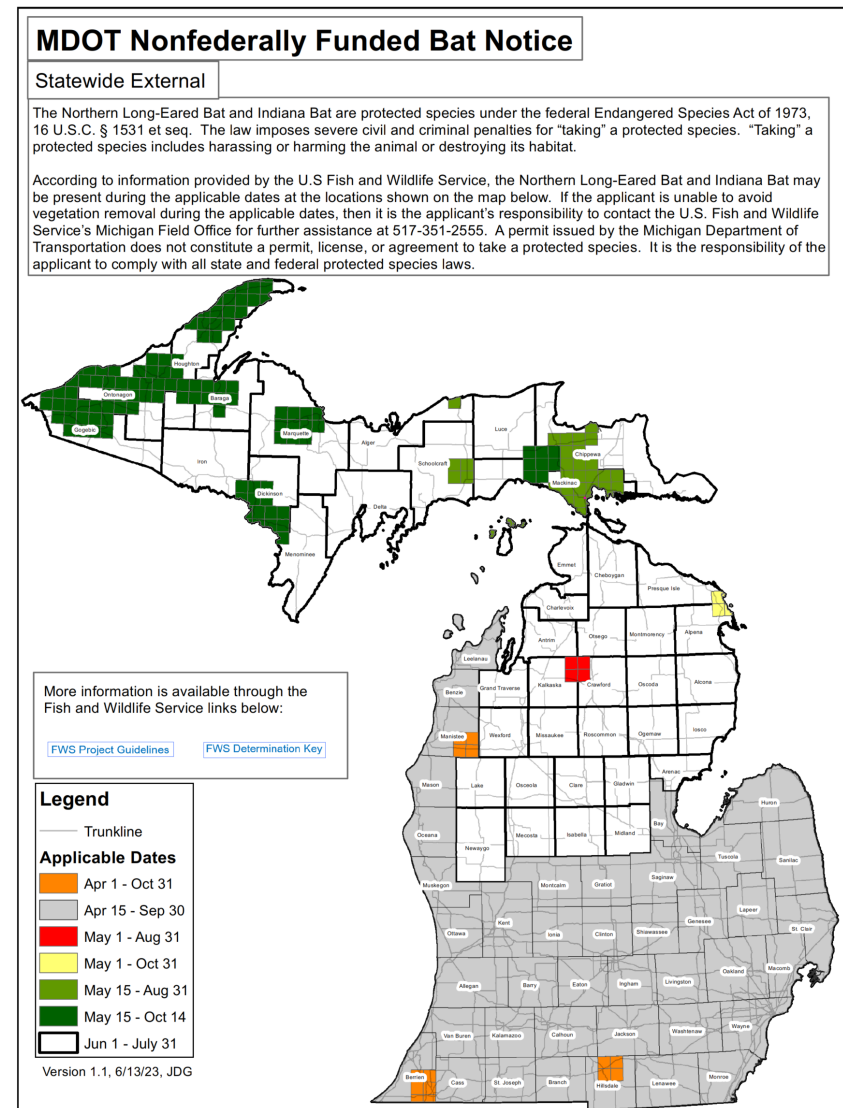 MDOT Nonfederally Funded Bat Notice
Statewide External
The Northern Long-Eared Bat and Indiana Bat are protected species under the federal Endangered Species Act of 1973,
16 U.S.C. § 1531 et seq.  The law imposes severe civil and criminal penalties for “taking” a protected species.  “Taking” a
protected species includes harassing or harming the animal or destroying its habitat.
According to information provided by the U.S Fish and Wildlife Service, the Northern Long-Eared Bat and Indiana Bat may
be present during the applicable dates at the locations shown on the map below.  If the applicant is unable to avoid
vegetation removal during the applicable dates, then it is the applicant’s responsibility to contact the U.S. Fish and Wildlife
Service’s Michigan Field Office for further assistance at 517-351-2555.  A permit issued by the Michigan Department of
Transportation does not constitute a permit, license, or agreement to take a protected species.  It is the responsibility of the
applicant to comply with all state and federal protected species laws.
Houghton
Ontonagon
Baraga
Gogebic
Marquette
Alger
Luce
Iron
Schoolcraft
Chippewa
Mackinac
Dickinson
Delta
Menominee
Emmet
Cheboygan
Presque Isle
Charlevoix
Antrim
Otsego
Montmorency
Alpena
Leelanau
Benzie
Grand Traverse
Kalkaska
Crawford
Oscoda
Alcona
Manistee
Wexford
Missaukee
Roscommon
Ogemaw
Iosco
Mason
Lake
Osceola
Clare
Gladwin
Arenac
Huron
Oceana
Newaygo
Mecosta
Isabella
Midland
Bay
Tuscola
Sanilac
Muskegon
Montcalm
Gratiot
Saginaw
Ottawa
Kent
Ionia
Clinton
Shiawassee
Genesee
Lapeer
St. Clair
Allegan
Barry
Eaton
Ingham
Livingston
Oakland
Macomb
Van Buren
Kalamazoo
Calhoun
Jackson
Washtenaw
Wayne
Berrien
Cass
St. Joseph
Branch
Hillsdale
Lenawee
Monroe
More information is available through the
Fish and Wildlife Service links below:
FWS Project Guidelines
FWS Determination Key
Legend
Trunkline
Applicable Dates
Apr 1 - Oct 31
Apr 15 - Sep 30
May 1 - Aug 31
May 1 - Oct 31
May 15 - Aug 31
May 15 - Oct 14
Jun 1 - July 31
Version 1.1, 6/13/23, JDG